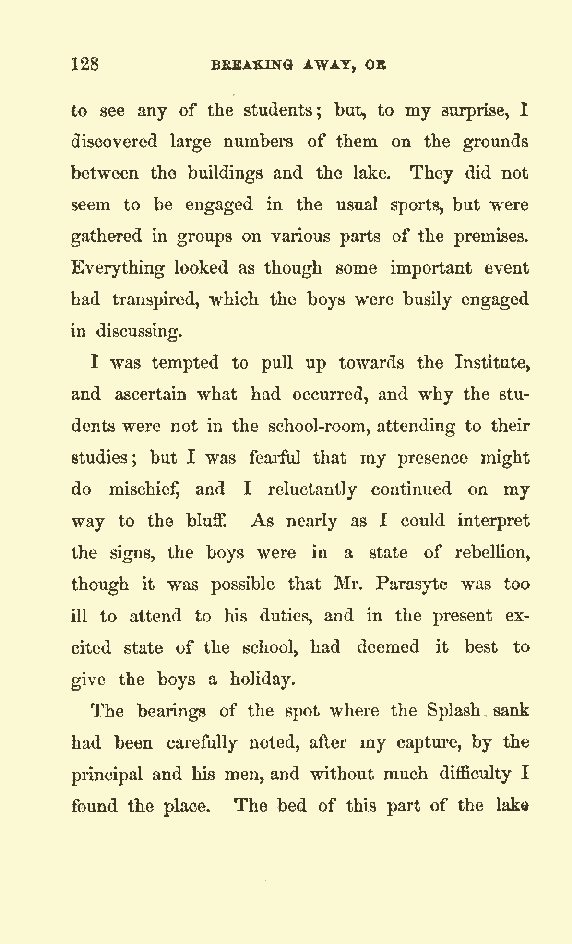 128 BREAKING AWAY, OR
to see any of the students; but, to my surprise, I
discovered large numbers of them on the grounds
between the buildings and the lake. They did not
seem to be engaged in the usual sports, but were
gathered in groups on various parts of the premises.
Everything looked as though some important event
had transpired, which the boys were busily engaged
in discussing.
I was tempted to pull up towards the Institute,
and ascertain what had occurred, and why the stu-
dents were not in the school-room, attending to their
studies; but I was fearful that my presence might
do mischief, and I reluctantly continued on my
way to the bluff. As nearly as I could interpret
the signs, the boys were in a state of rebellion,
though it was possible that Mr. Parasyte was too
ill to attend to his duties, and in the present ex-
cited state of the school, had deemed it best to
give the boys a holiday.
The bearings of the spot where the Splash sank
had been carefully noted, after my capture, by the
principal and his men, and without much difficulty I
found the place. The bed of this part of the lake